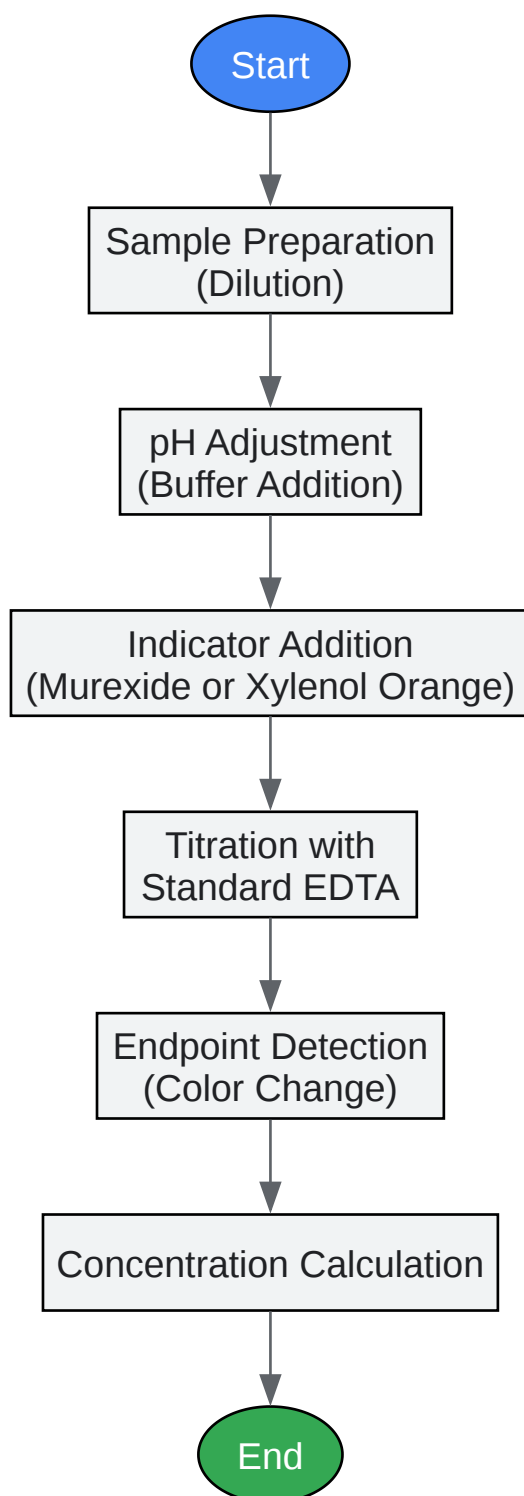 Start
Sample Preparation
(Dilution)
pH Adjustment
(Buffer Addition)
Indicator Addition
(Murexide or Xylenol Orange)
Titration with
Standard EDTA
Endpoint Detection
(Color Change)
Concentration Calculation
End